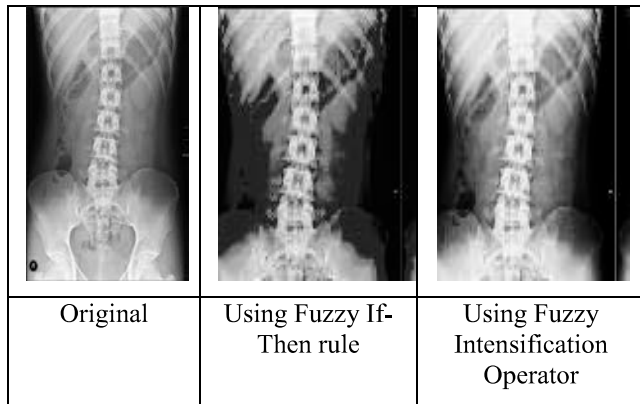 Original
Using Fuzzy If-
Then rule
Using Fuzzy
Intensification
Operator